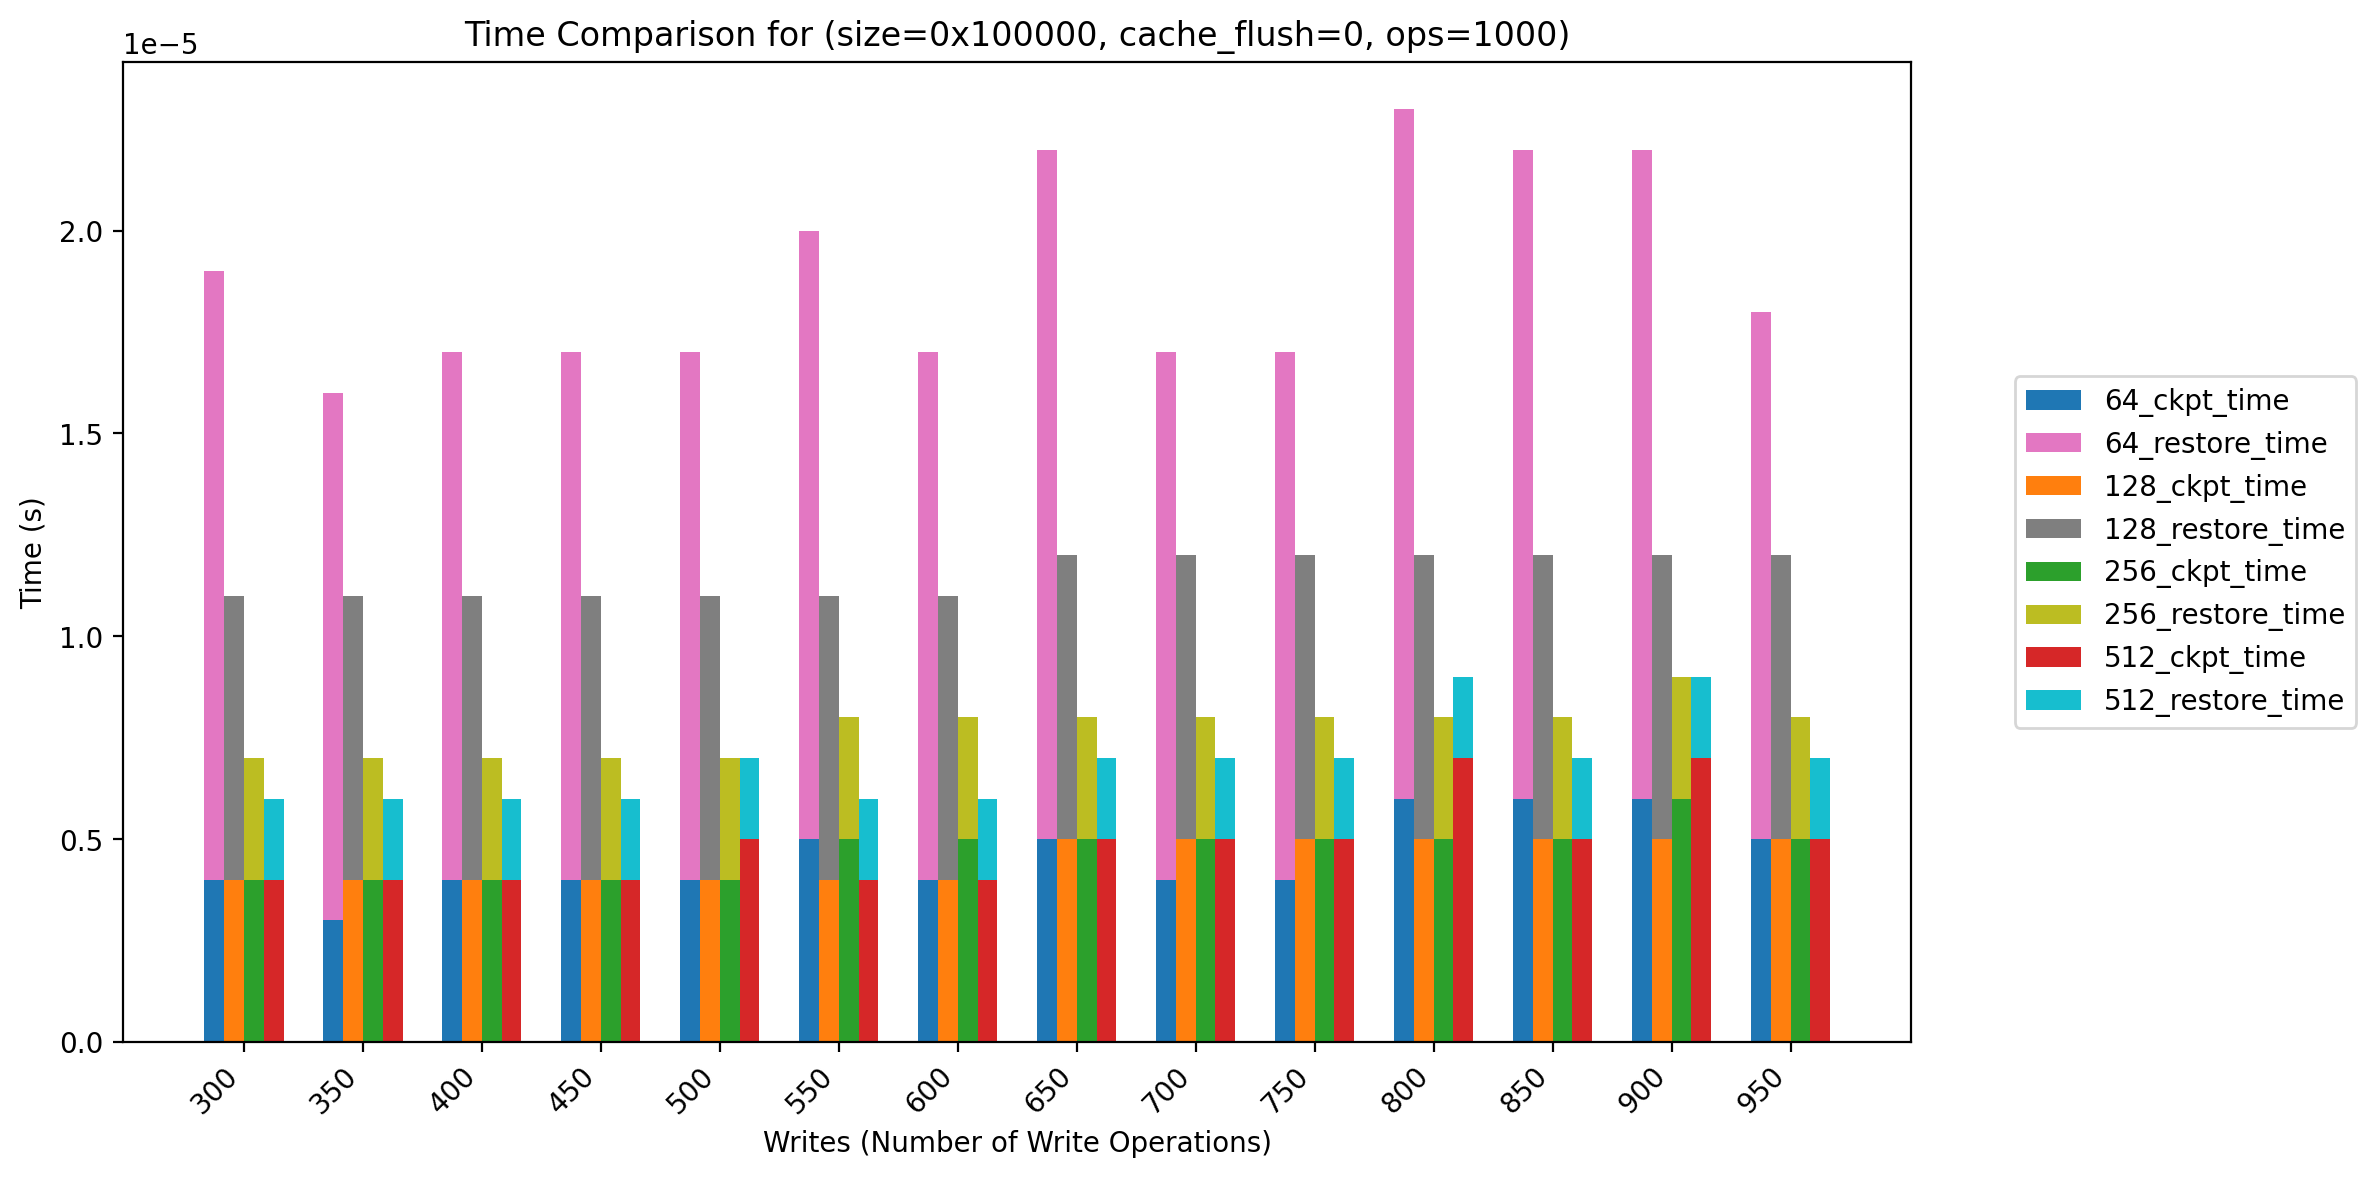 Time Comparison for (size=0x100000, cache_flush=0, ops=1000)
1e−5
2.0
1.5
1.0
0.5
0.0
Time (s)
300 350 400 450 500 550 600 650 700 750 800 850 900 950
Writes (Number of Write Operations)
64_ckpt_time
64_restore_time
128_ckpt_time
128_restore_time
256_ckpt_time
256_restore_time
512_ckpt_time
512_restore_time